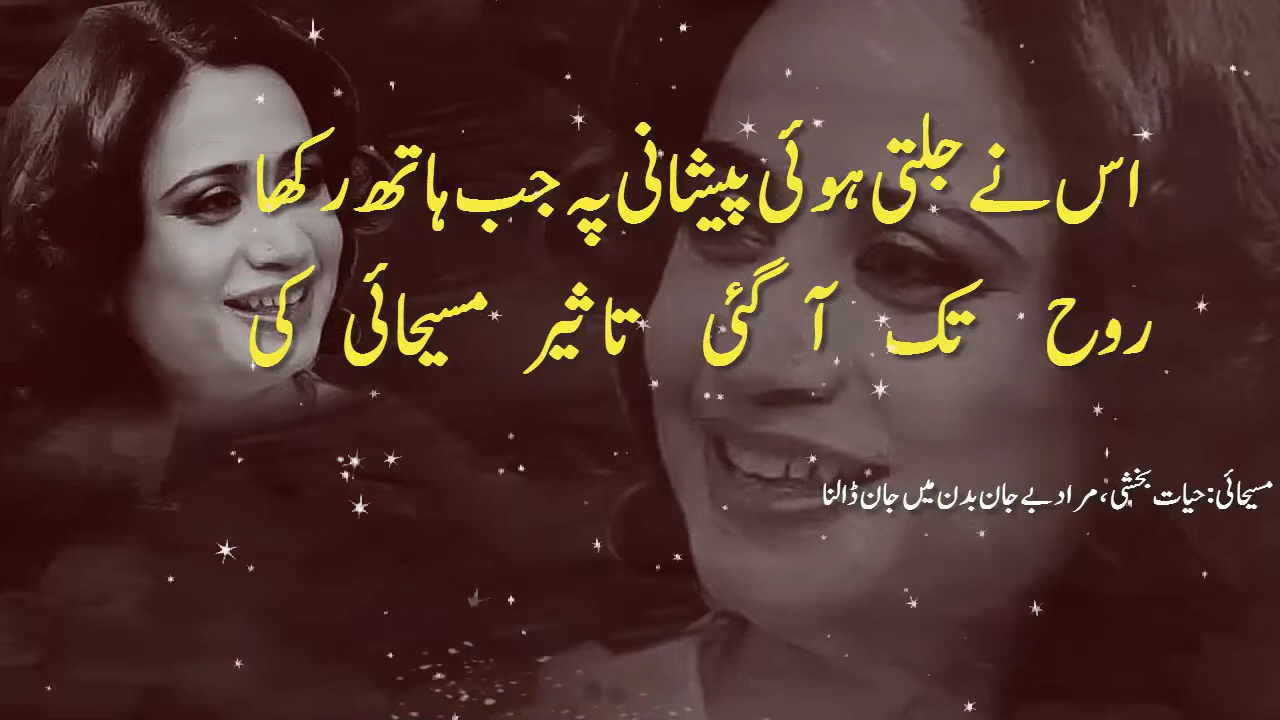 اس نے جلتی ہوئی پیشانی پہ جب ہاتھ رکھا
روح تک آ گئی تاثیر مسیحائی کی
مسیحائی: حیات بخشی، مراد بے جان بدن میں جان ڈالنا